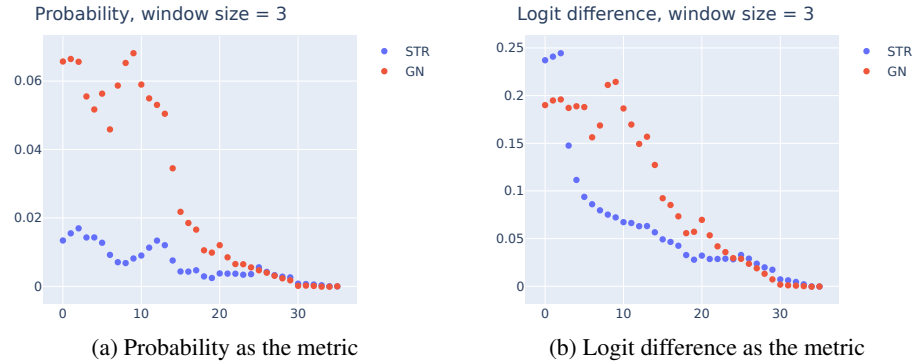 Probability, window size = 3
STR
GN
0.06
0.04
0.02
0
0
10
20
30
(a) Probability as the metric
Logit difference, window size = 3
STR
GN
0.25
0.2
0.15
0.1
0.05
0
0
10
20
30
(b) Logit difference as the metric